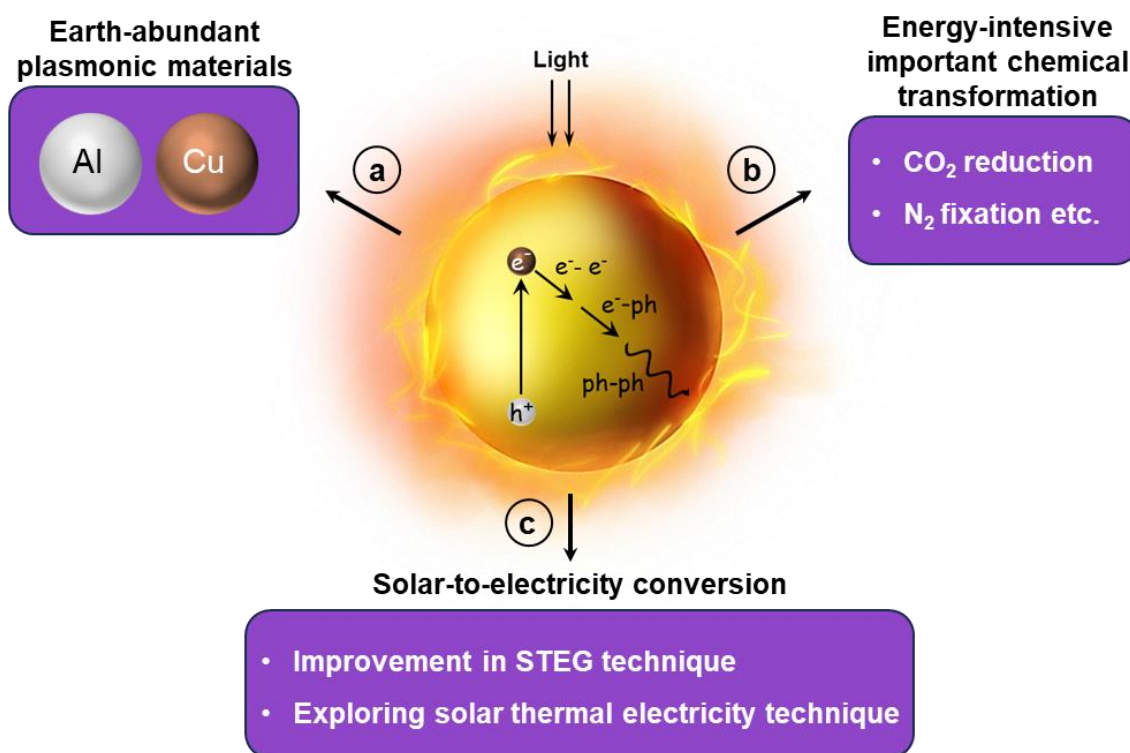 Earth-abundant
plasmonic materials
Al
Cu
Light
Energy-intensive
important chemical
transformation
• CO₂ reduction
• N₂ fixation etc.
a
b
e⁻
e⁻- e⁻
e⁻-ph
ph-ph
h⁺
c
Solar-to-electricity conversion
• Improvement in STEG technique
• Exploring solar thermal electricity technique